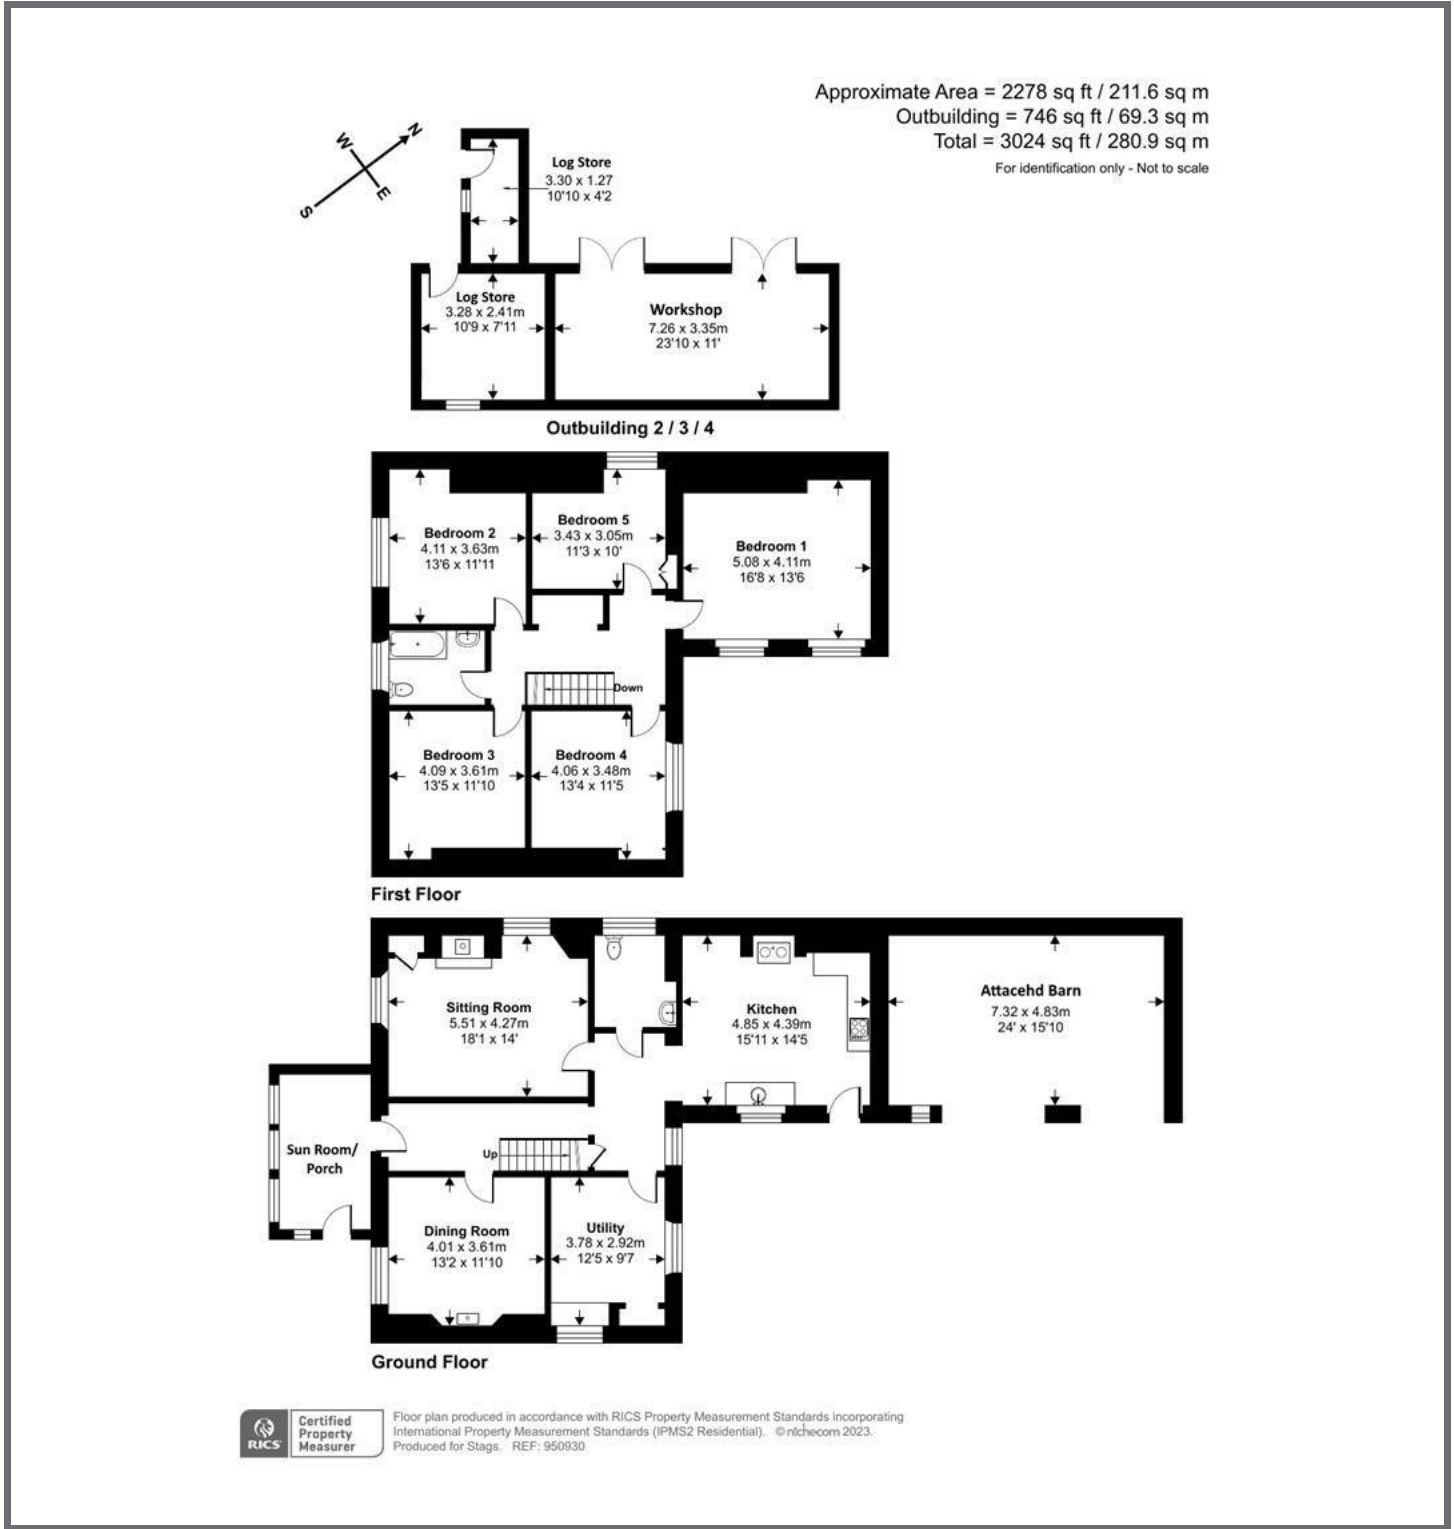 Approximate Area = 2278 sq ft / 211.6 sq m
Outbuilding = 746 sq ft / 69.3 sq m
Total = 3024 sq ft / 280.9 sq m
For identification only - Not to scale
N
W
E
S
Log Store
3.30 x 1.27
10'10 x 4'2
Log Store
3.28 x 2.41m
10'9 x 7'11
Workshop
7.26 x 3.35m
23'10 x 11'
Outbuilding 2 / 3 / 4
Bedroom 2
4.11 x 3.63m
13'6 x 11'11
Bedroom 5
3.43 x 3.05m
11'3 x 10'
Bedroom 1
5.08 x 4.11m
16'8 x 13'6
Down
Bedroom 3
4.09 x 3.61m
13'5 x 11'10
Bedroom 4
4.06 x 3.48m
13'4 x 11'5
First Floor
Sitting Room
5.51 x 4.27m
18'1 x 14'
Kitchen
4.85 x 4.39m
15'11 x 14'5
Attacehd Barn
7.32 x 4.83m
24' x 15'10
Sun Room/
Porch
Up
Dining Room
4.01 x 3.61m
13'2 x 11'10
Utility
3.78 x 2.92m
12'5 x 9'7
Ground Floor
RICS
Certified
Property
Measurer
Floor plan produced in accordance with RICS Property Measurement Standards incorporating
International Property Measurement Standards (IPMS2 Residential). © nichecom 2023.
Produced for Stags. REF: 950930